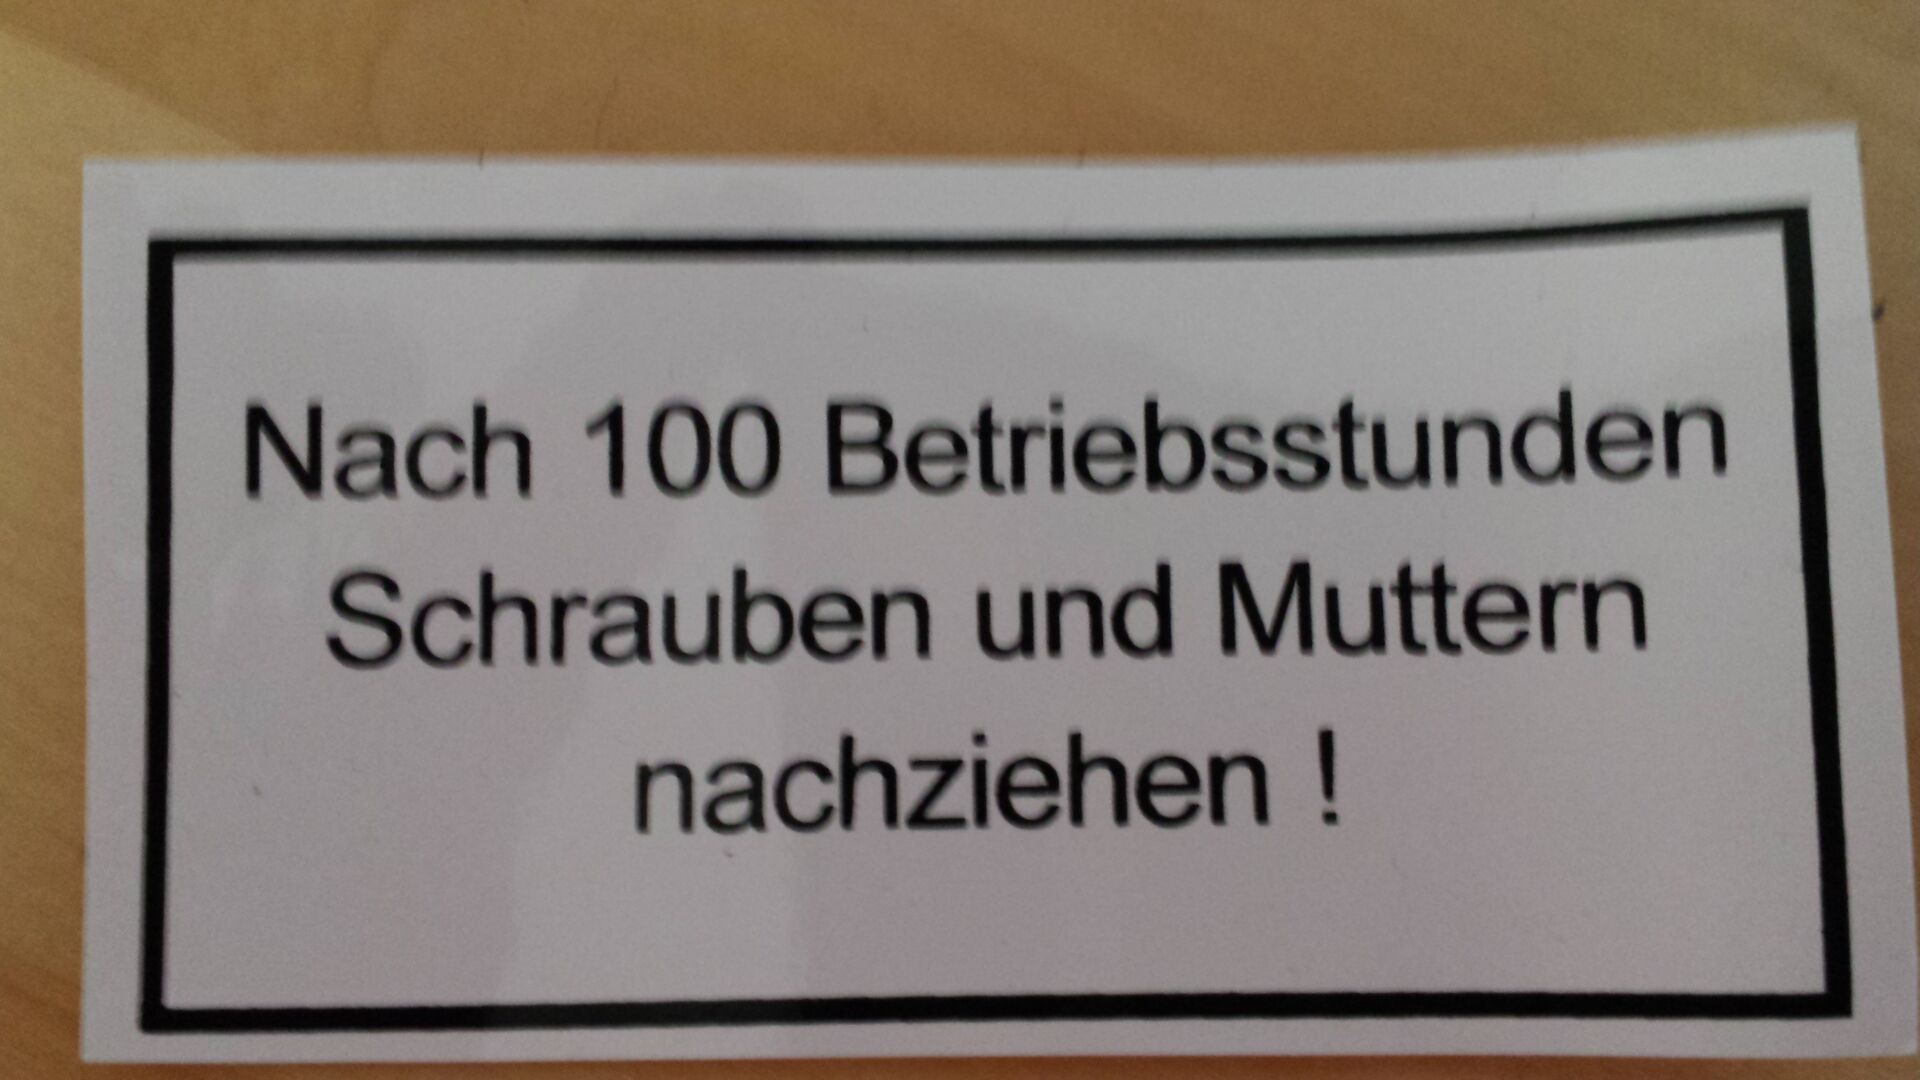 Nach 100 Betriebsstunden
Schrauben und Muttern
nachziehen !